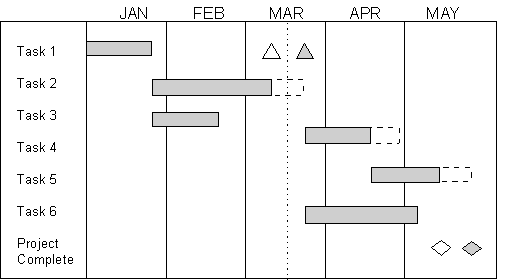 JAN FEB MAR APR MAY
Task 1
Task 2
Task 3
Task 4
Task 5
Task 6
Project
Complete